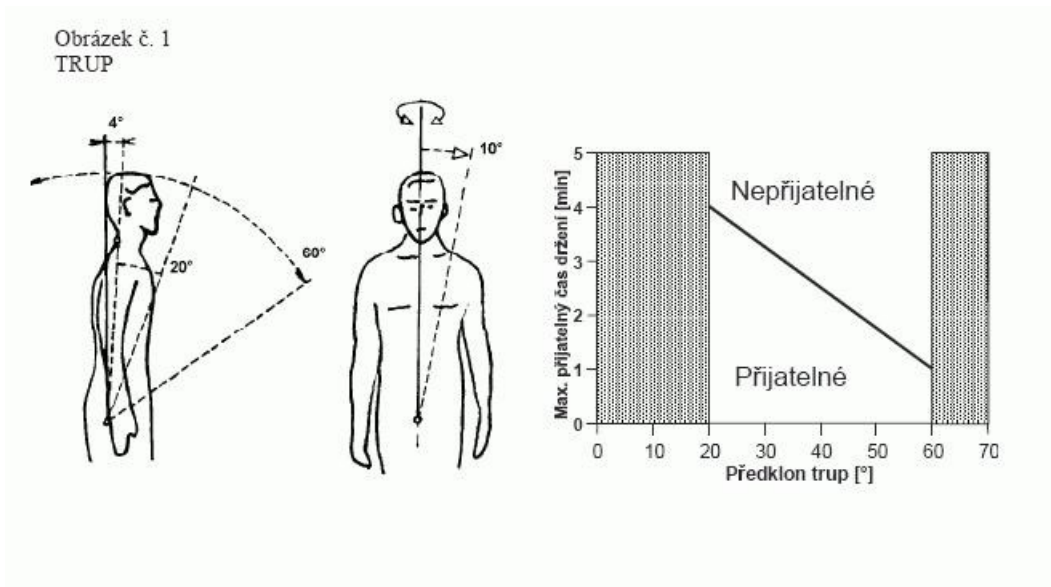 Obrázek č. 1
TRUP
4°
20°
60°
10°
Max. přijatelný čas držení [min]
5
4
3
2
1
0
Nepřijatelné
Přijatelné
0 10 20 30 40 50 60 70
Předklon trup [°]